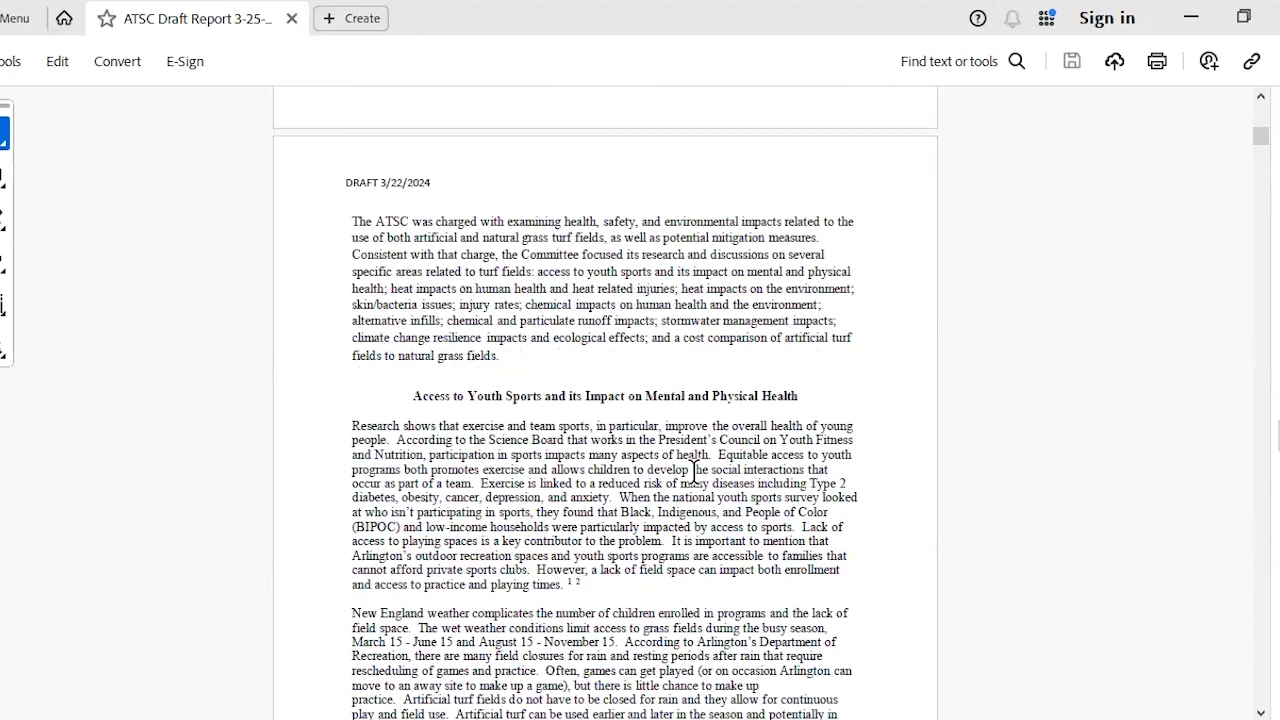 Menu
ATSC Draft Report 3-25-...
Create
Sign in
ools
Edit
Convert
E-Sign
Find text or tools
DRAFT 3/22/2024
The ATSC was charged with examining health, safety, and environmental impacts related to the
use of both artificial and natural grass turf fields, as well as potential mitigation measures.
Consistent with that charge, the Committee focused its research and discussions on several
specific areas related to turf fields: access to youth sports and its impact on mental and physical
health; heat impacts on human health and heat related injuries; heat impacts on the environment;
skin/bacteria issues; injury rates; chemical impacts on human health and the environment;
alternative infills; chemical and particulate runoff impacts; stormwater management impacts;
climate change resilience impacts and ecological effects; and a cost comparison of artificial turf
fields to natural grass fields.
Access to Youth Sports and its Impact on Mental and Physical Health
Research shows that exercise and team sports, in particular, improve the overall health of young
people. According to the Science Board that works in the President's Council on Youth Fitness
and Nutrition, participation in sports impacts many aspects of health. Equitable access to youth
programs both promotes exercise and allows children to develop the social interactions that
occur as part of a team. Exercise is linked to a reduced risk of many diseases including Type 2
diabetes, obesity, cancer, depression, and anxiety. When the national youth sports survey looked
at who isn't participating in sports, they found that Black, Indigenous, and People of Color
(BIPOC) and low-income households were particularly impacted by access to sports. Lack of
access to playing spaces is a key contributor to the problem. It is important to mention that
Arlington's outdoor recreation spaces and youth sports programs are accessible to families that
cannot afford private sports clubs. However, a lack of field space can impact both enrollment
and access to practice and playing times. 1 2
New England weather complicates the number of children enrolled in programs and the lack of
field space. The wet weather conditions limit access to grass fields during the busy season,
March 15 - June 15 and August 15 - November 15. According to Arlington's Department of
Recreation, there are many field closures for rain and resting periods after rain that require
rescheduling of games and practice. Often, games can get played (or on occasion Arlington can
move to an away site to make up a game), but there is little chance to make up
practice. Artificial turf fields do not have to be closed for rain and they allow for continuous
play and field use. Artificial turf can be used earlier and later in the season and potentially in